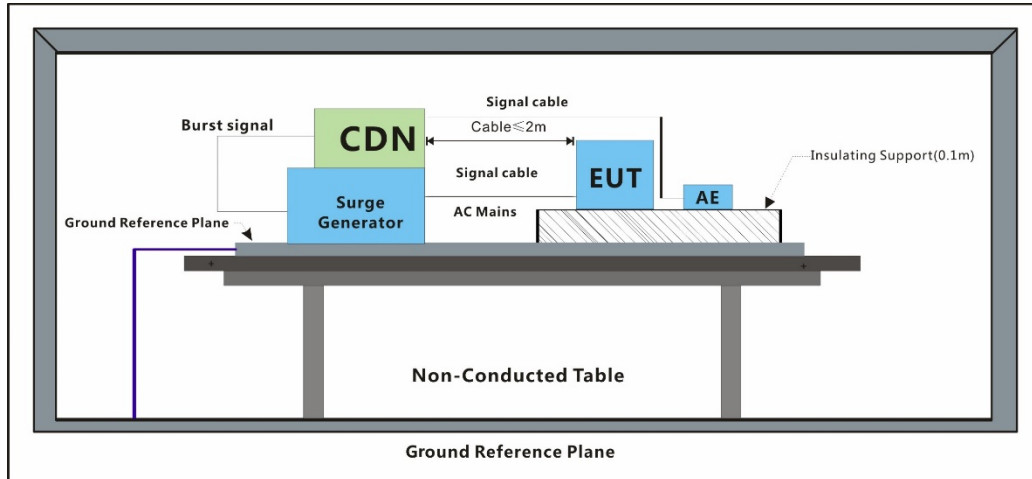 Signal cable
Burst signal
CDN
Cable≤2m
Insulating Support(0.1m)
Signal cable
EUT
AE
Surge
Generator
AC Mains
Ground Reference Plane
Non-Conducted Table
Ground Reference Plane